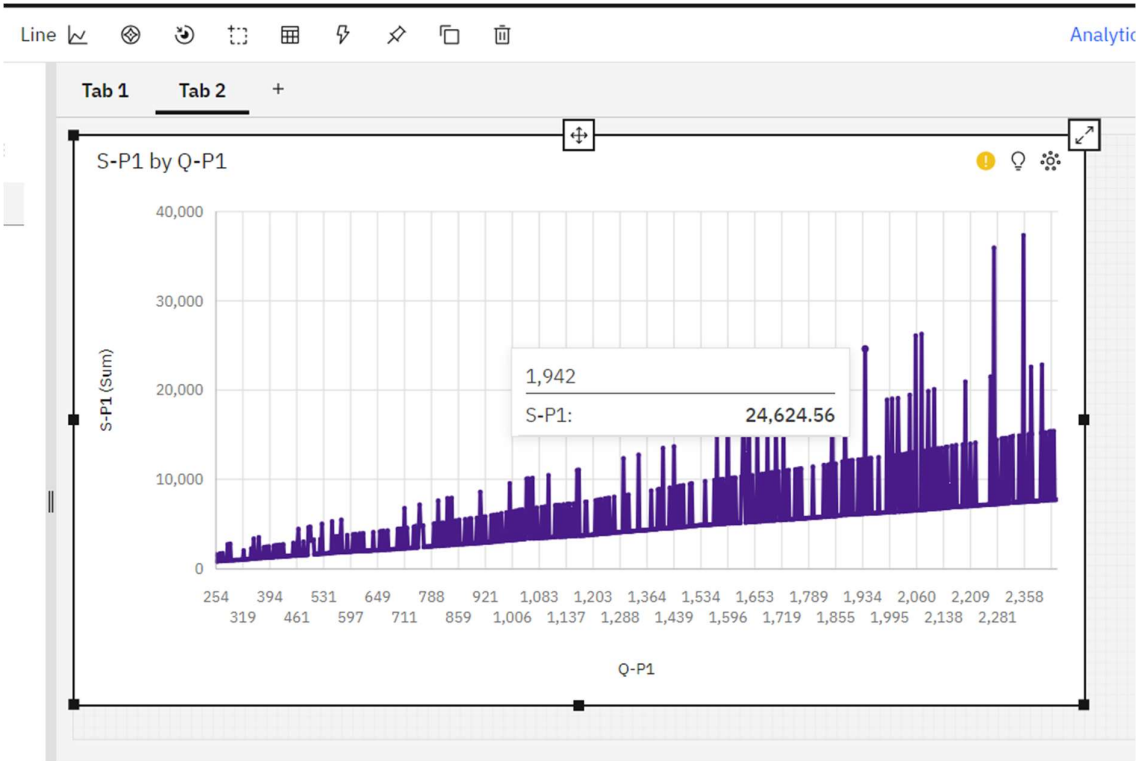 Line
Analytic
Tab 1 Tab 2 +
S-P1 by Q-P1
40,000
30,000
20,000
10,000
0
S-P1 (Sum)
1,942
S-P1: 24,624.56
254 394 531 649 788 921 1,083 1,203 1,364 1,534 1,653 1,789 1,934 2,060 2,209 2,358
319 461 597 711 859 1,006 1,137 1,288 1,439 1,596 1,719 1,855 1,995 2,138 2,281
Q-P1